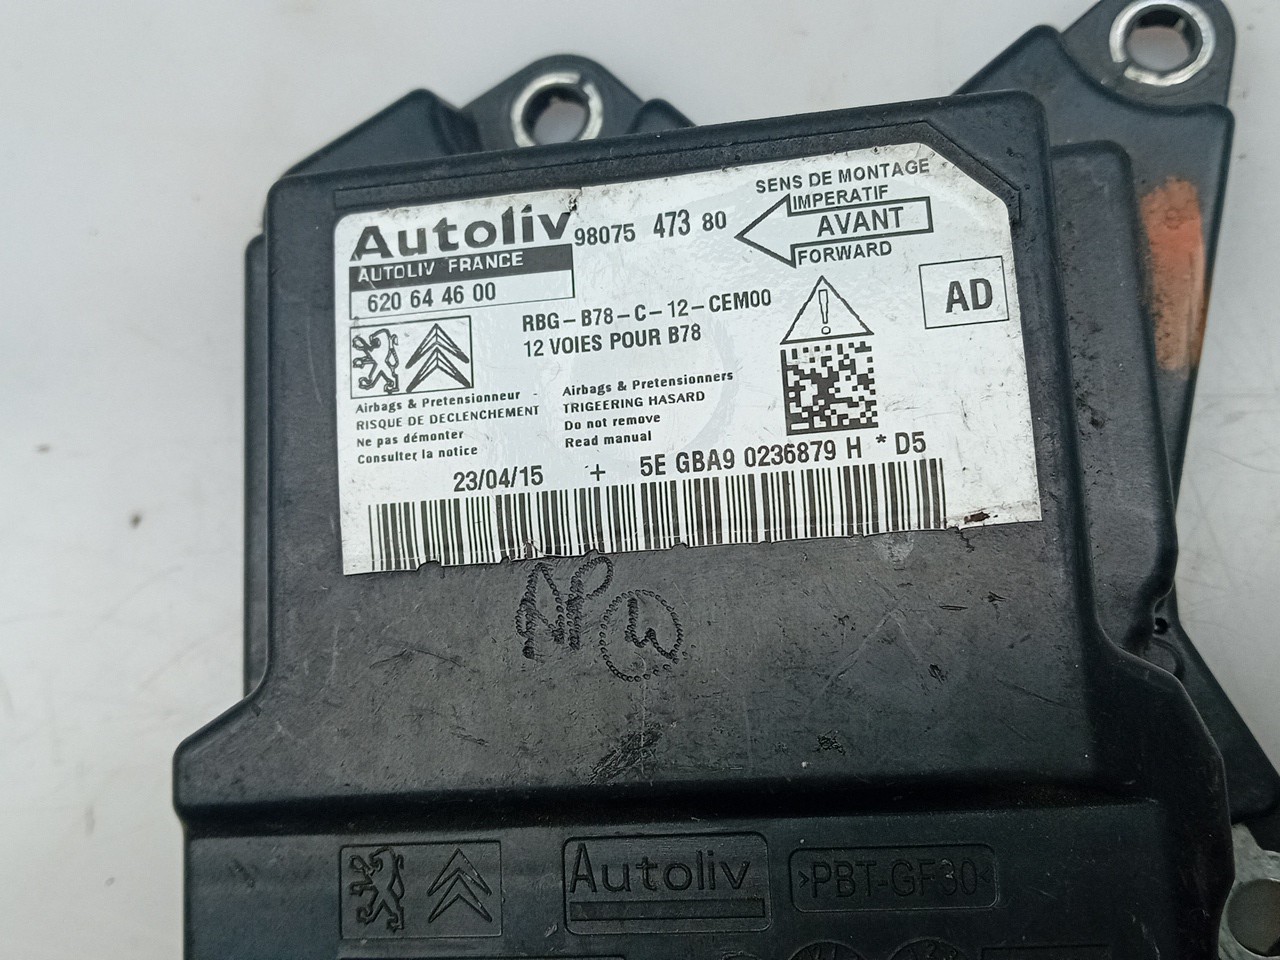 Autoliv
AUTOLIV FRANCE
620 64 46 00
98075 473 80
SENS DE MONTAGE
IMPERATIF
AVANT
FORWARD
RBG-B78-C-12-CEM00
12 VOIES POUR B78
AD
Airbags & Pretensionneur
RISQUE DE DECLENCHEMENT
Ne pas démonter
Consulter la notice
Airbags & Pretensionners
TRIGEERING HASARD
Do not remove
Read manual
23/04/15 + 5E GBA9 0236879 H * D5
Autoliv
>PBT-GF30<